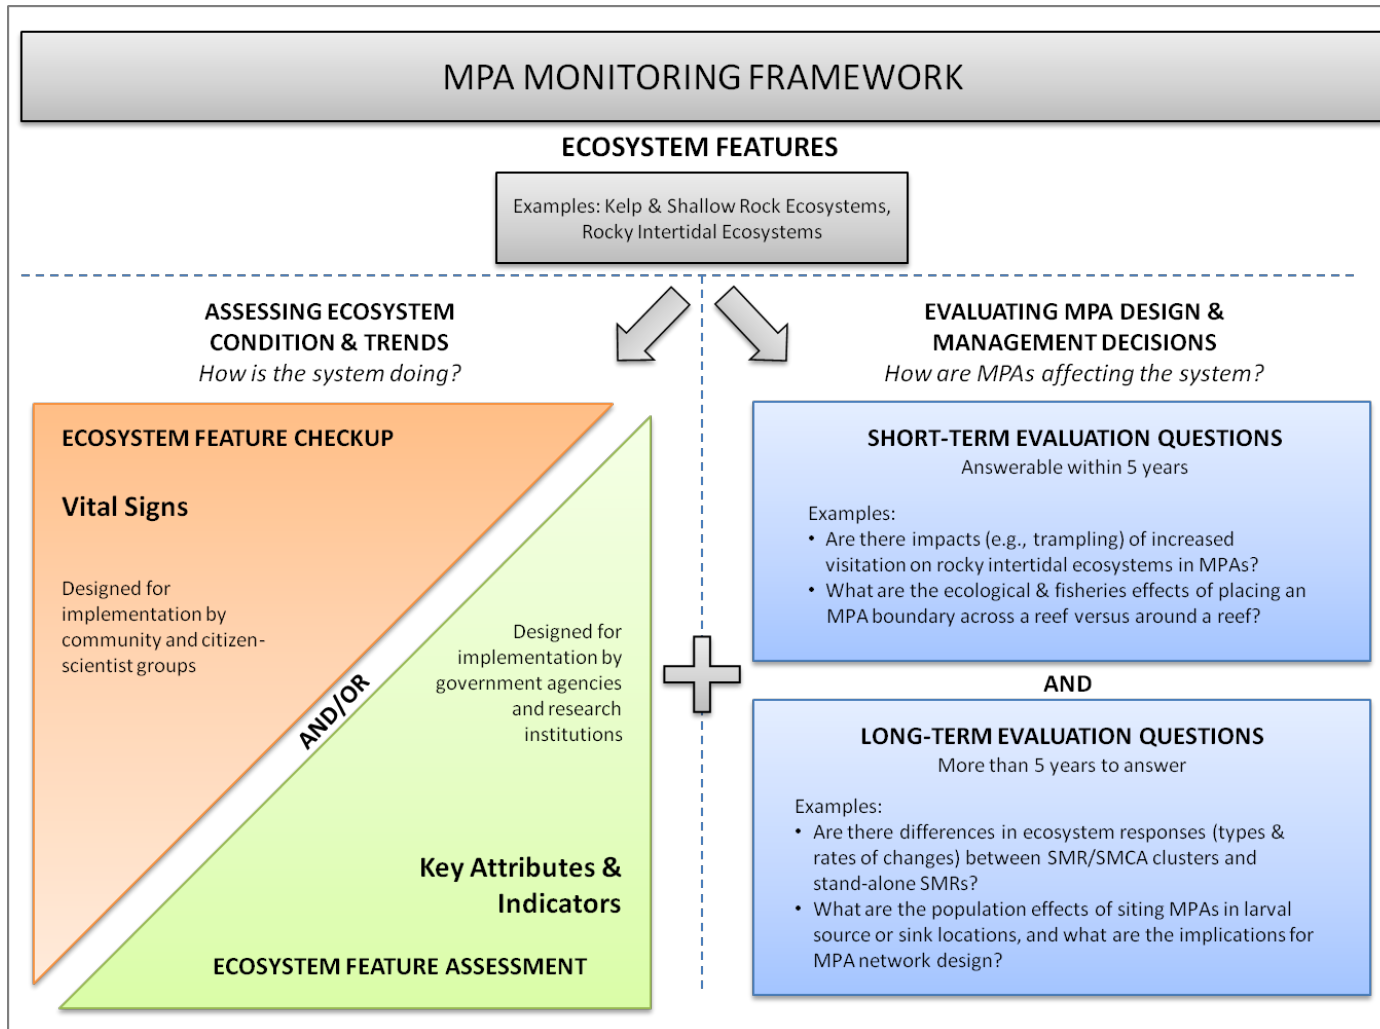 MPA MONITORING FRAMEWORK
ECOSYSTEM FEATURES
Examples: Kelp & Shallow Rock Ecosystems,
Rocky Intertidal Ecosystems
ASSESSING ECOSYSTEM
CONDITION & TRENDS
How is the system doing?
ECOSYSTEM FEATURE CHECKUP
Vital Signs
Designed for
implementation by
community and citizen-
scientist groups
AND/OR
Designed for
implementation by
government agencies
and research
institutions
Key Attributes &
Indicators
ECOSYSTEM FEATURE ASSESSMENT
EVALUATING MPA DESIGN &
MANAGEMENT DECISIONS
How are MPAs affecting the system?
SHORT-TERM EVALUATION QUESTIONS
Answerable within 5 years
Examples:
• Are there impacts (e.g., trampling) of increased
visitation on rocky intertidal ecosystems in MPAs?
• What are the ecological & fisheries effects of placing an
MPA boundary across a reef versus around a reef?
AND
LONG-TERM EVALUATION QUESTIONS
More than 5 years to answer
Examples:
• Are there differences in ecosystem responses (types &
rates of changes) between SMR/SMCA clusters and
stand-alone SMRs?
• What are the population effects of siting MPAs in larval
source or sink locations, and what are the implications for
MPA network design?